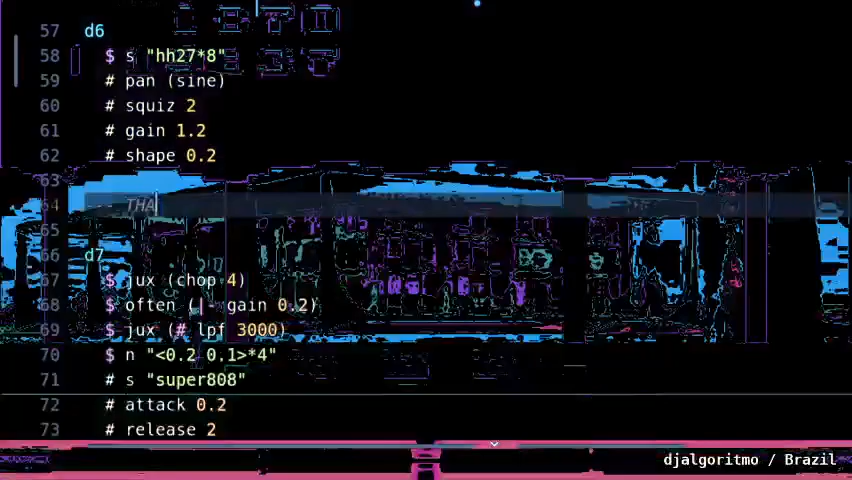 57 d6
58 $ s "hh27*8"
59 # pan (sine)
60 # squiz 2
61 # gain 1.2
62 # shape 0.2
63
64 THA
65
66 d7
67 $ jux (chop 4)
68 $ often (|- gain 0.2)
69 $ jux (# lpf 3000)
70 $ n "<0.2 0.1>*4"
71 # s "super808"
72 # attack 0.2
73 # release 2
djalgoritmo / Brazil